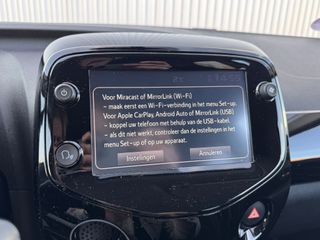 Voor Miracast of MirrorLink (Wi-Fi)
– maak eerst een Wi-Fi-verbinding in het menu Set-up.
Voor Apple CarPlay, Android Auto of MirrorLink (USB)
– koppel uw telefoon met behulp van de USB-kabel.
– als dit niet werkt, controleer dan de instellingen in het
menu Set-up of op uw apparaat.
Instellingen
Annuleren